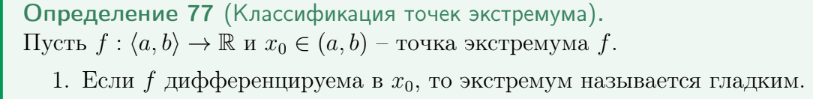 Определение 77 (Классификация точек экстремума).
Пусть f : ⟨a, b⟩ → ℝ и x₀ ∈ (a, b) – точка экстремума f.
1. Если f дифференцируема в x₀, то экстремум называется гладким.